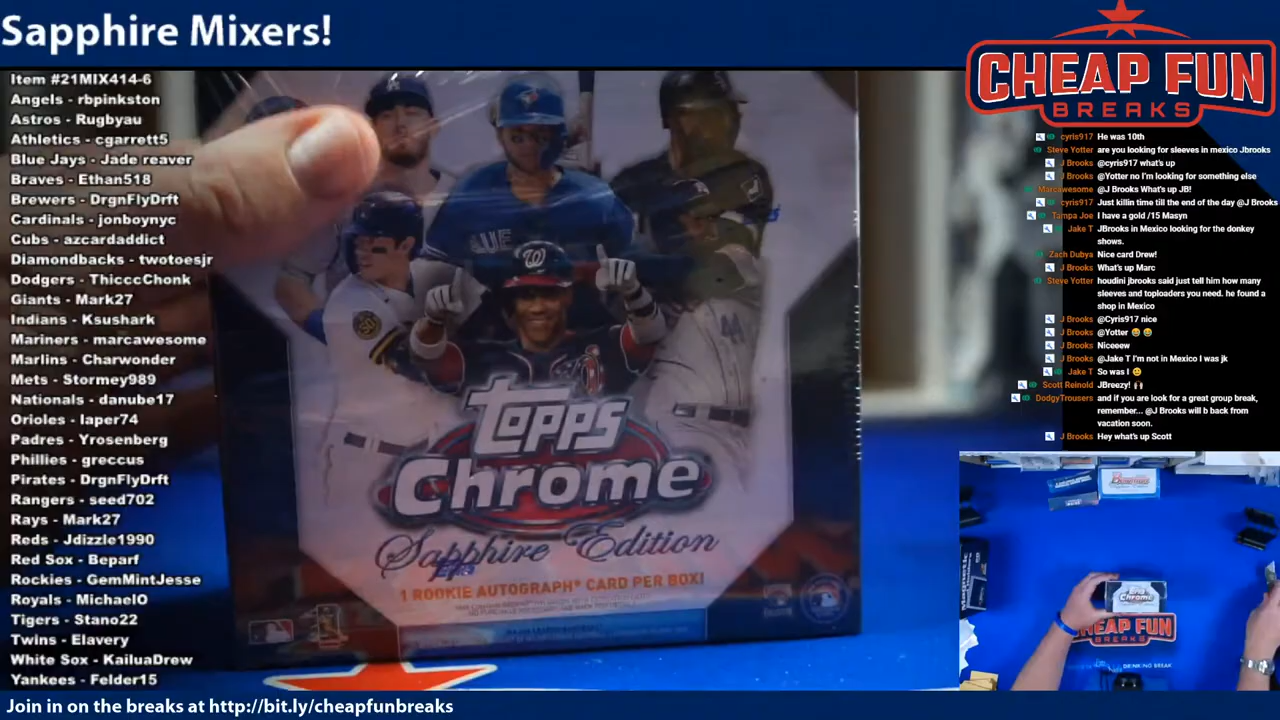 Sapphire Mixers!
Item #21MIX414-6
Angels - rbpinkston
Astros - Rugbyau
Athletics - cgarrett5
Blue Jays - Jade reaver
Braves - Ethan518
Brewers - DrgnFlyDrft
Cardinals - jonboynyc
Cubs - azcardaddict
Diamondbacks - twotoesjr
Dodgers - ThicccChonk
Giants - Mark27
Indians - Ksushark
Mariners - marcawesome
Marlins - Charwonder
Mets - Stormey989
Nationals - danube17
Orioles - laper74
Padres - Yrosenberg
Phillies - greccus
Pirates - DrgnFlyDrft
Rangers - seed702
Rays - Mark27
Reds - Jdizzle1990
Red Sox - Beparf
Rockies - GemMintJesse
Royals - MichaelO
Tigers - Stano22
Twins - Elavery
White Sox - KailuaDrew
Yankees - Felder15
Topps
Chrome
Sapphire Edition
1 ROOKIE AUTOGRAPH* CARD PER BOX!
CHEAP FUN
BREAKS
cyris917 He was 10th
Steve Yotter are you looking for sleeves in mexico Jbrooks
J Brooks @cyris917 what's up
J Brooks @Yotter no I'm looking for something else
Marcawesome @J Brooks What's up JB!
cyris917 Just killin time till the end of the day @J Brooks
Tampa Joe I have a gold /15 Masyn
Jake T JBrooks in Mexico looking for the donkey
shows.
Zach Dubya Nice card Drew!
J Brooks What's up Marc
Steve Yotter houdini jbrooks said just tell him how many
sleeves and toploaders you need. he found a
shop in Mexico
J Brooks @Cyris917 nice
J Brooks @Yotter 😂 😂
J Brooks Niceeew
J Brooks @Jake T I'm not in Mexico I was jk
Jake T So was I 🙂
Scott Reinold JBreezy! 🙌
DodgyTrousers and if you are look for a great group break,
remember... @J Brooks will b back from
vacation soon.
J Brooks Hey what's up Scott
Chrome
CHEAP FUN
BREAKS
Join in on the breaks at http://bit.ly/cheapfunbreaks